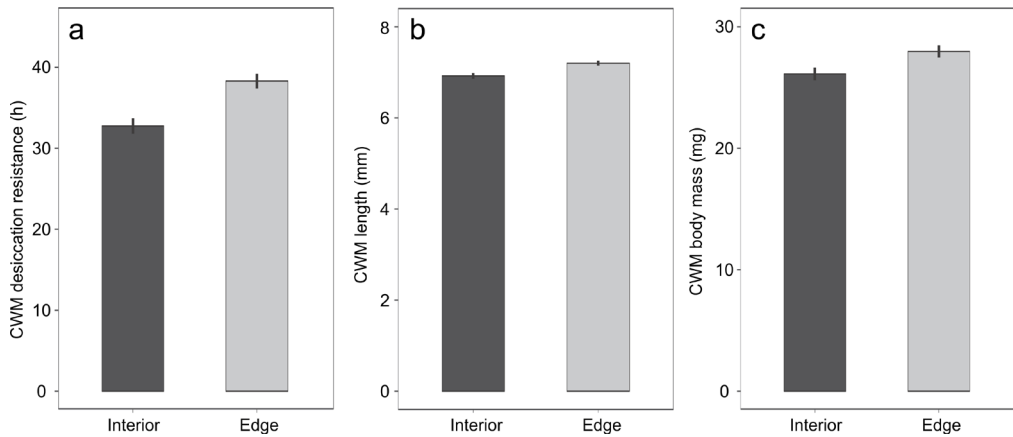 a
CWM desiccation resistance (h)
40
30
20
10
0
Interior
Edge
b
CWM length (mm)
8
6
4
2
0
Interior
Edge
c
CWM body mass (mg)
30
20
10
0
Interior
Edge